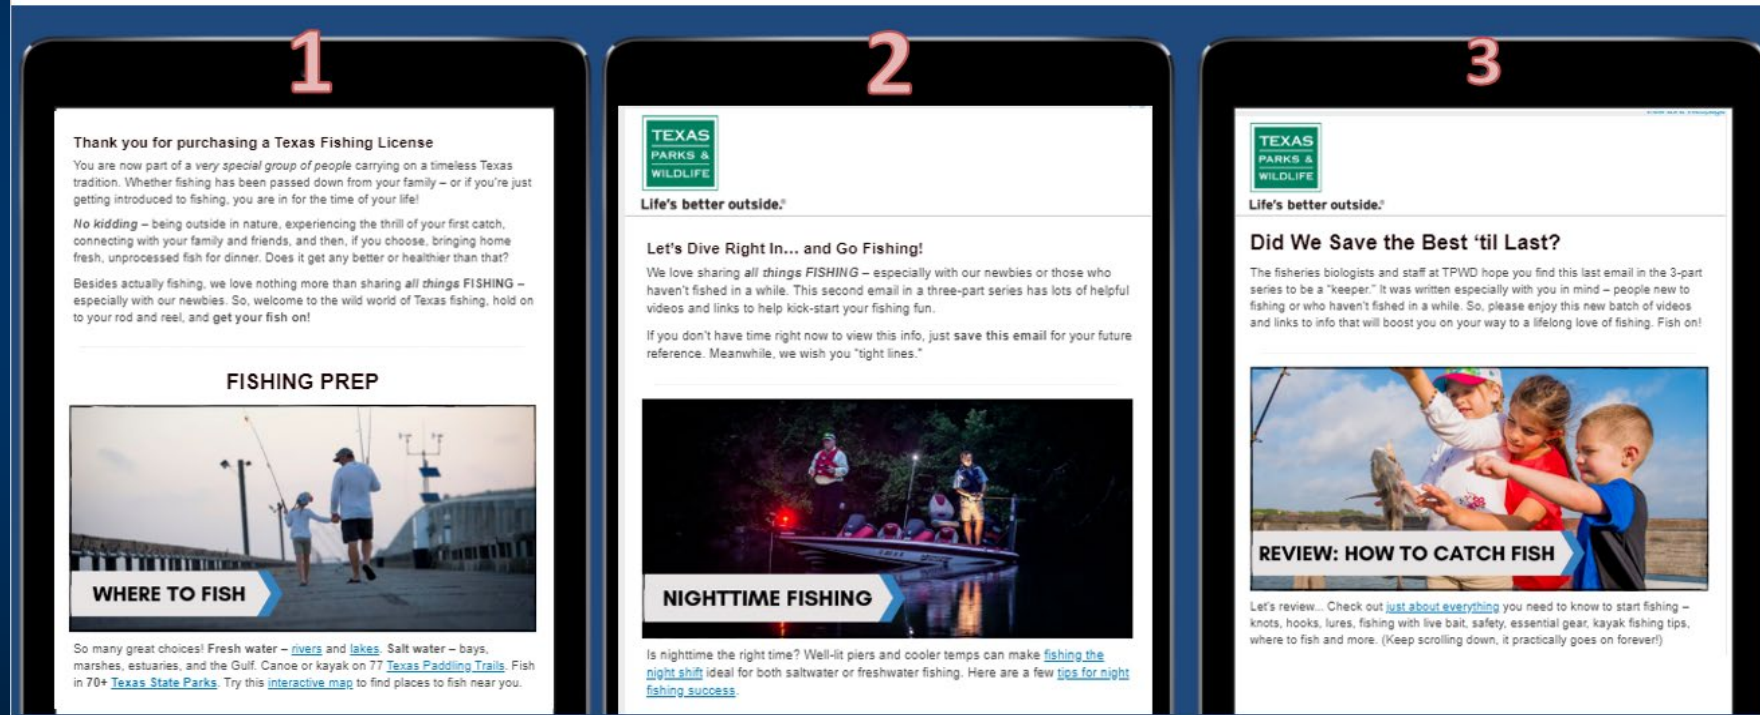 1
Thank you for purchasing a Texas Fishing License
You are now part of a very special group of people carrying on a timeless Texas
tradition. Whether fishing has been passed down from your family – or if you're just
getting introduced to fishing, you are in for the time of your life!
No kidding – being outside in nature, experiencing the thrill of your first catch,
connecting with your family and friends, and then, if you choose, bringing home
fresh, unprocessed fish for dinner. Does it get any better or healthier than that?
Besides actually fishing, we love nothing more than sharing all things FISHING –
especially with our newbies. So, welcome to the wild world of Texas fishing, hold on
to your rod and reel, and get your fish on!
FISHING PREP
WHERE TO FISH
So many great choices! Fresh water – rivers and lakes. Salt water – bays,
marshes, estuaries, and the Gulf. Canoe or kayak on 77 Texas Paddling Trails. Fish
in 70+ Texas State Parks. Try this interactive map to find places to fish near you.
2
TEXAS
PARKS &
WILDLIFE
Life's better outside.®
Let's Dive Right In... and Go Fishing!
We love sharing all things FISHING – especially with our newbies or those who
haven't fished in a while. This second email in a three-part series has lots of helpful
videos and links to help kick-start your fishing fun.
If you don't have time right now to view this info, just save this email for your future
reference. Meanwhile, we wish you "tight lines."
NIGHTTIME FISHING
Is nighttime the right time? Well-lit piers and cooler temps can make fishing the
night shift ideal for both saltwater or freshwater fishing. Here are a few tips for night
fishing success.
3
TEXAS
PARKS &
WILDLIFE
Life's better outside.®
Did We Save the Best 'til Last?
The fisheries biologists and staff at TPWD hope you find this last email in the 3-part
series to be a "keeper." It was written especially with you in mind – people new to
fishing or who haven't fished in a while. So, please enjoy this new batch of videos
and links to info that will boost you on your way to a lifelong love of fishing. Fish on!
REVIEW: HOW TO CATCH FISH
Let's review... Check out just about everything you need to know to start fishing –
knots, hooks, lures, fishing with live bait, safety, essential gear, kayak fishing tips,
where to fish and more. (Keep scrolling down, it practically goes on forever!)